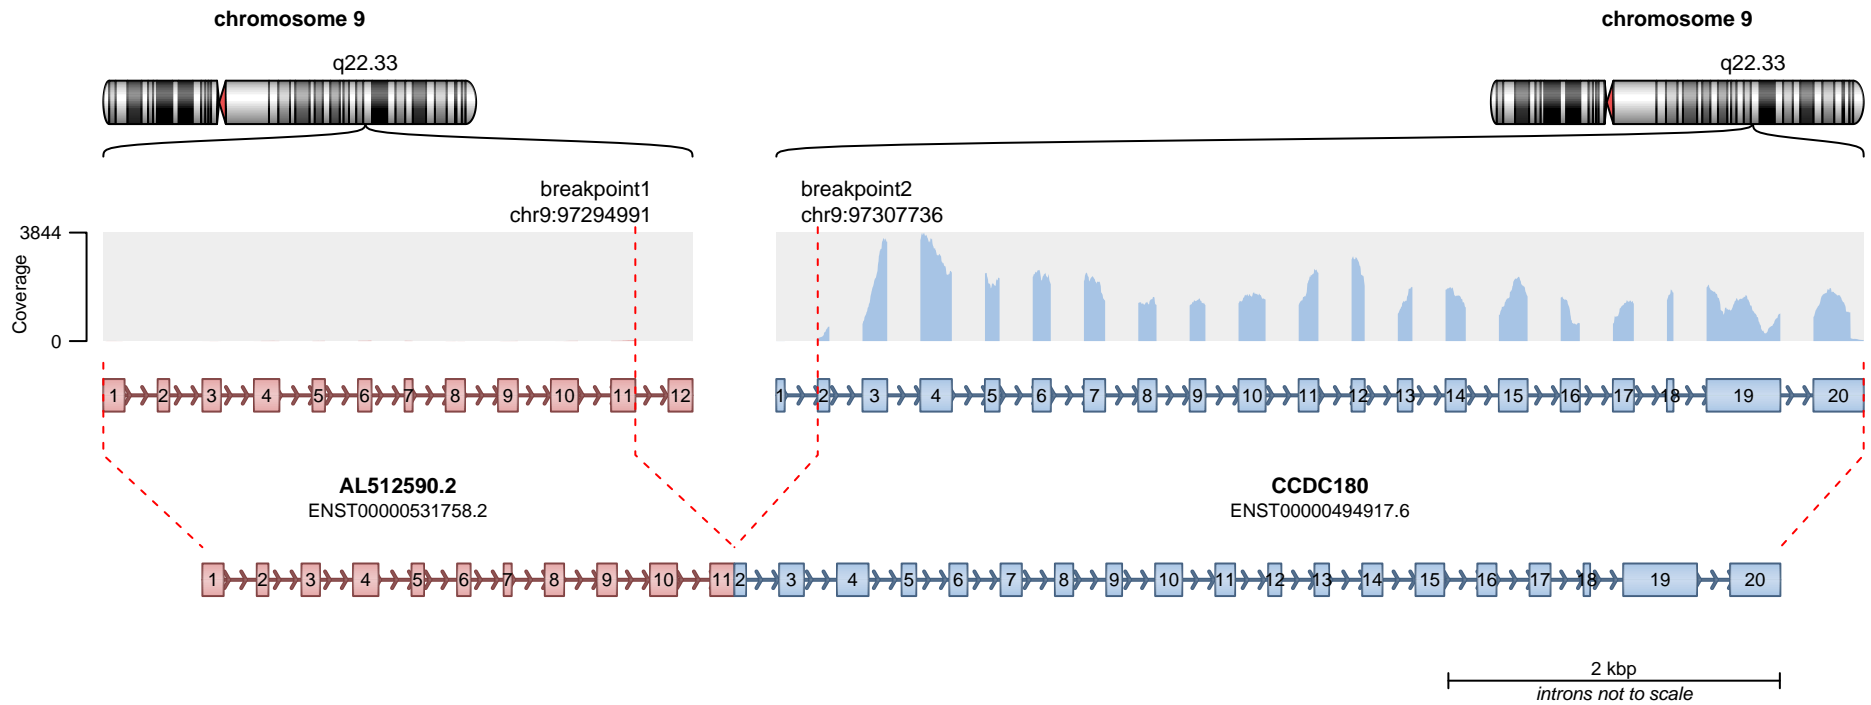 chromosome 9 chromosome 9
q22.33 q22.33
breakpoint1 breakpoint2
chr9:97294991 chr9:97307736
3844
Coverage
0
1 2 3 4 5 6 7 8 9 10 11 12 1 2 3 4 5 6 7 8 9 10 11 12 13 14 15 16 17 18 19 20
AL512590.2 CCDC180
ENST00000531758.2 ENST00000494917.6
1 2 3 4 5 6 7 8 9 10 11 2 3 4 5 6 7 8 9 10 11 12 13 14 15 16 17 18 19 20
2 kbp
introns not to scale